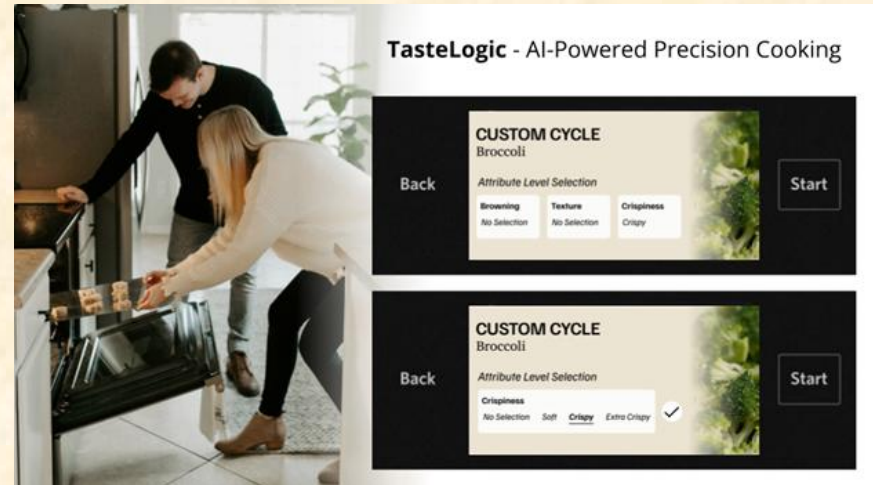 TasteLogic - AI-Powered Precision Cooking
CUSTOM CYCLE
Broccoli
Back
Attribute Level Selection
Start
Browning Texture Crispiness
No Selection No Selection Crispy
CUSTOM CYCLE
Broccoli
Back
Attribute Level Selection
Start
Crispiness
No Selection Soft Crispy Extra Crispy